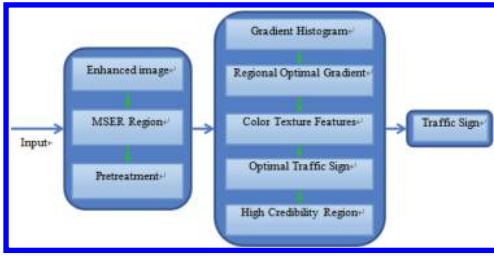 Input
Enhanced image
MSER Region
Pretreatment
Gradient Histogram
Regional Optimal Gradient
Color Texture Features
Optimal Traffic Sign
High Credibility Region
Traffic Sign